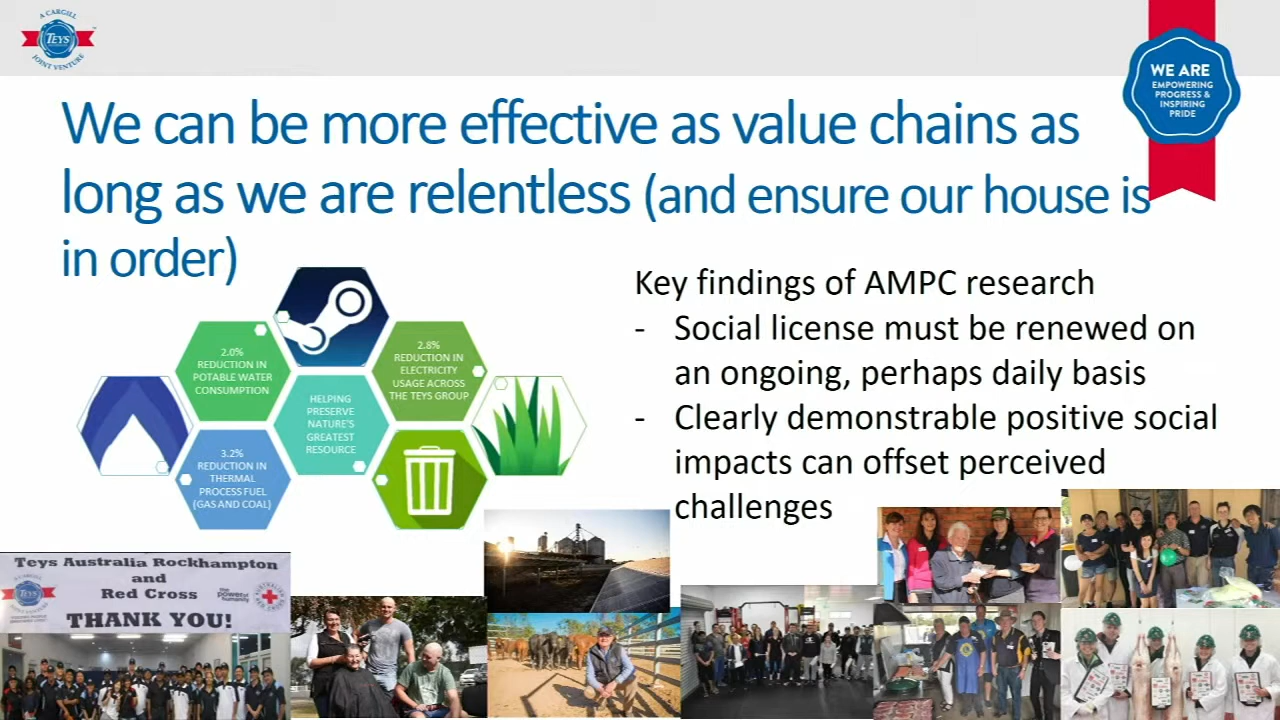 A CARGILL
TEYS
JOINT VENTURE
WE ARE
EMPOWERING
PROGRESS &
INSPIRING
PRIDE
We can be more effective as value chains as
long as we are relentless (and ensure our house is
in order)
2.0%
REDUCTION IN
POTABLE WATER
CONSUMPTION
2.8%
REDUCTION IN
ELECTRICITY
USAGE ACROSS
THE TEYS GROUP
HELPING
PRESERVE
NATURE'S
GREATEST
RESOURCE
3.2%
REDUCTION IN
THERMAL
PROCESS FUEL
(GAS AND COAL)
Key findings of AMPC research
- Social license must be renewed on
an ongoing, perhaps daily basis
- Clearly demonstrable positive social
impacts can offset perceived
challenges
Teys Australia Rockhampton
and
Red Cross
THANK YOU!
the
power of
humanity